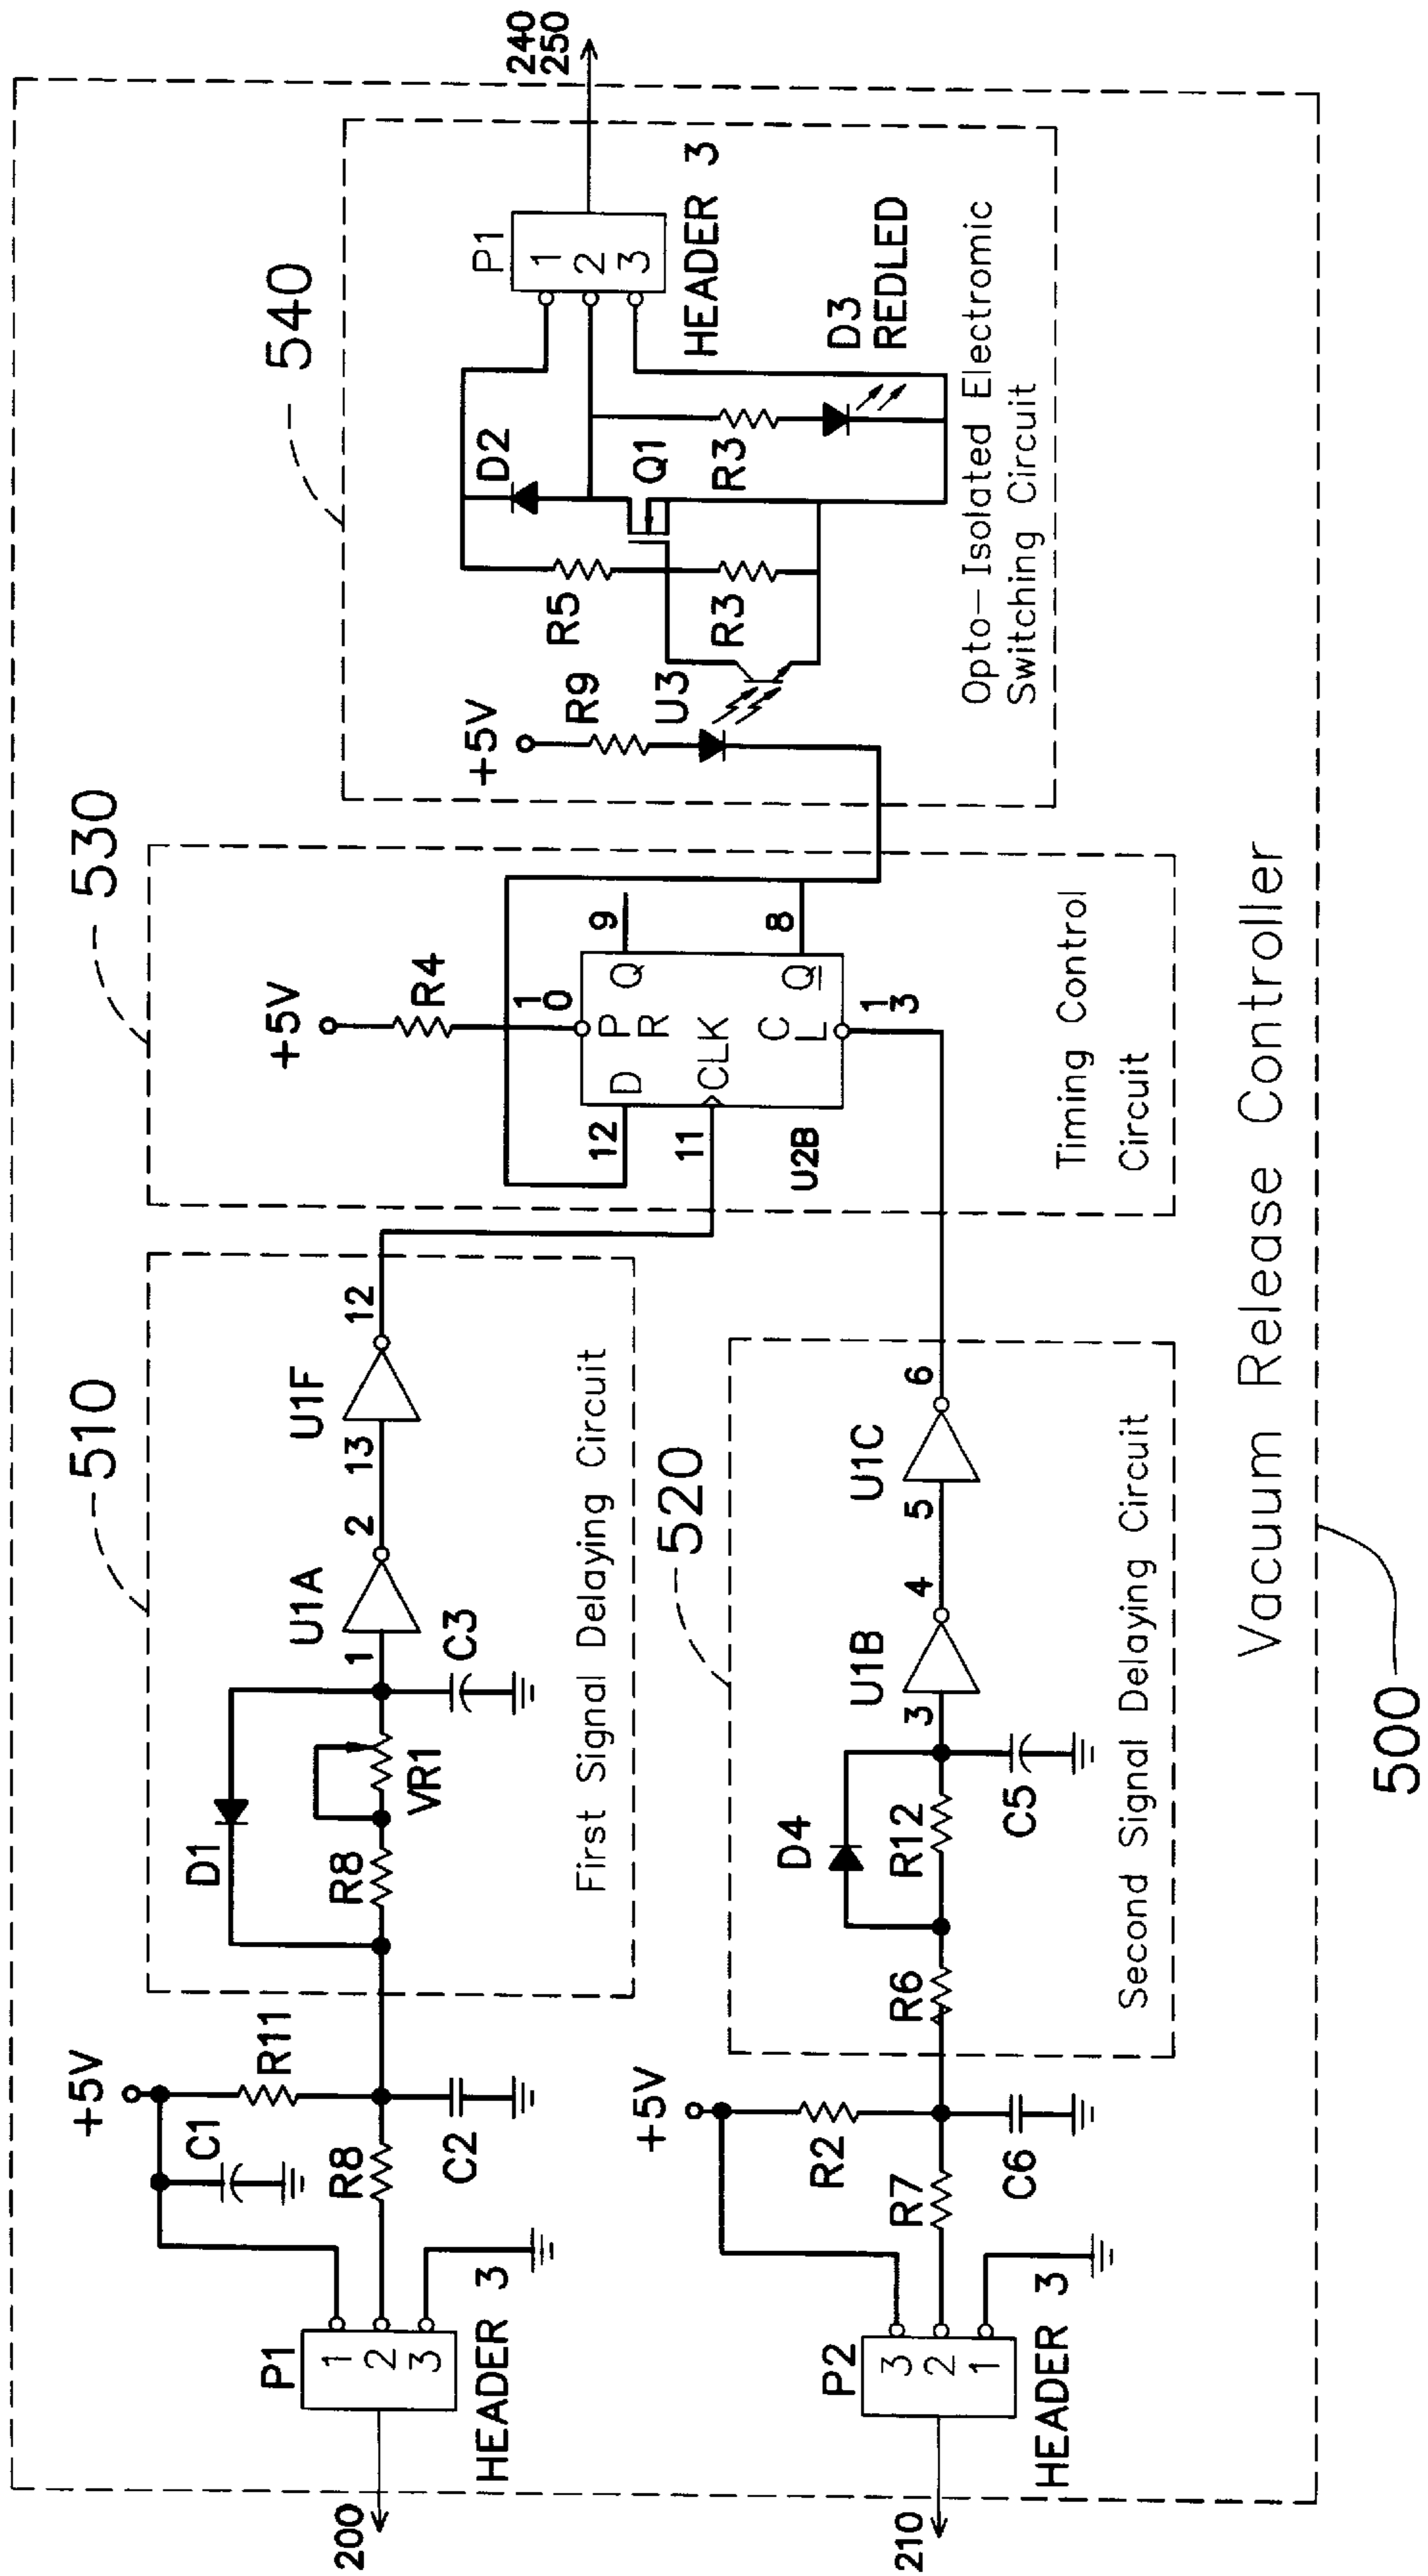 240
250
540
P1
1
2
3
HEADER 3
D2
Q1
R5
R3
R3
D3
REDLED
+5V
R9
U3
Opto-Isolated Electromic
Switching Circuit
530
+5V
R4
1
0
9
8
12
11
1
3
D
P
R
Q
CLK
C
L
Q
U2B
Timing Control
Circuit
510
D1
R8
VR1
1
U1A
2
13
U1F
12
C3
First Signal Delaying Circuit
520
R6
D4
R12
3
U1B
4
5
U1C
6
C5
Second Signal Delaying Circuit
+5V
C1
R11
R8
C2
P1
1
2
3
HEADER 3
200
+5V
R2
R7
C6
P2
3
2
1
HEADER 3
210
Vacuum Release Controller
500